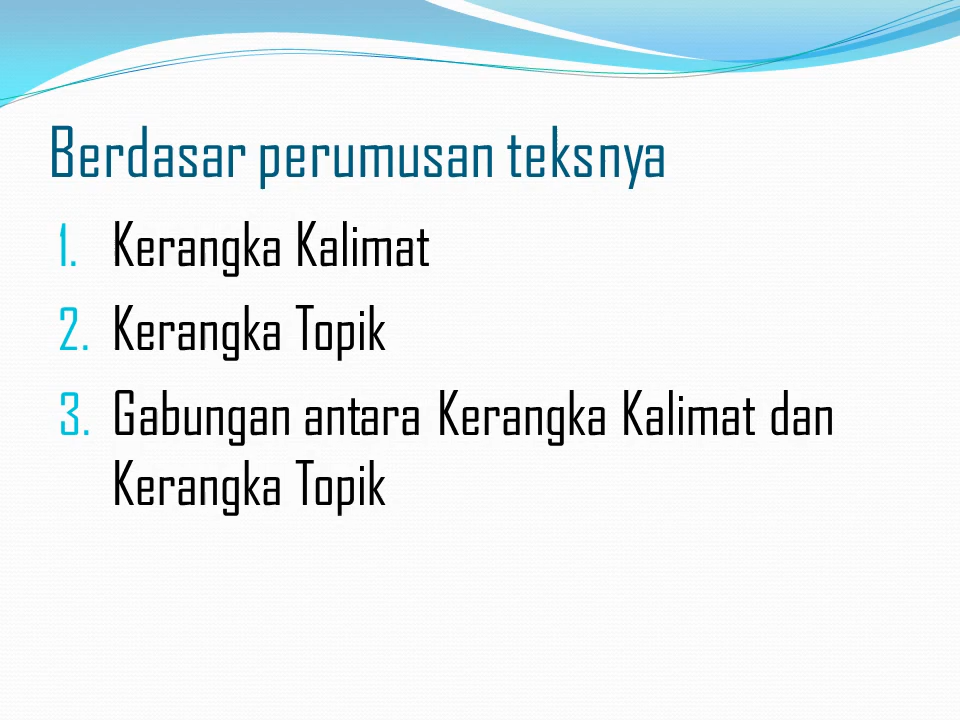 Berdasar perumusan teksnya
1. Kerangka Kalimat
2. Kerangka Topik
3. Gabungan antara Kerangka Kalimat dan
Kerangka Topik